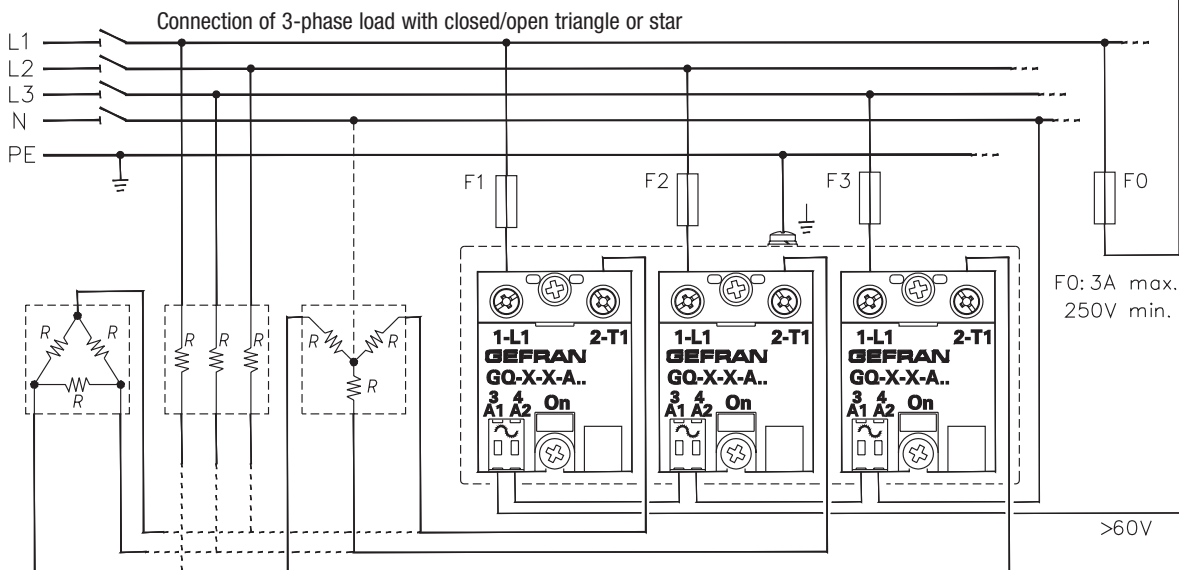 Connection of 3-phase load with closed/open triangle or star
L1
L2
L3
N
PE
F1
F2
F3
F0
F0: 3A max.
250V min.
R
R
R
R
R
R
R
R
R
1-L1
2-T1
GEFRAN
GQ-X-X-A..
3
4
A1
A2
On
1-L1
2-T1
GEFRAN
GQ-X-X-A..
3
4
A1
A2
On
1-L1
2-T1
GEFRAN
GQ-X-X-A..
3
4
A1
A2
On
>60V